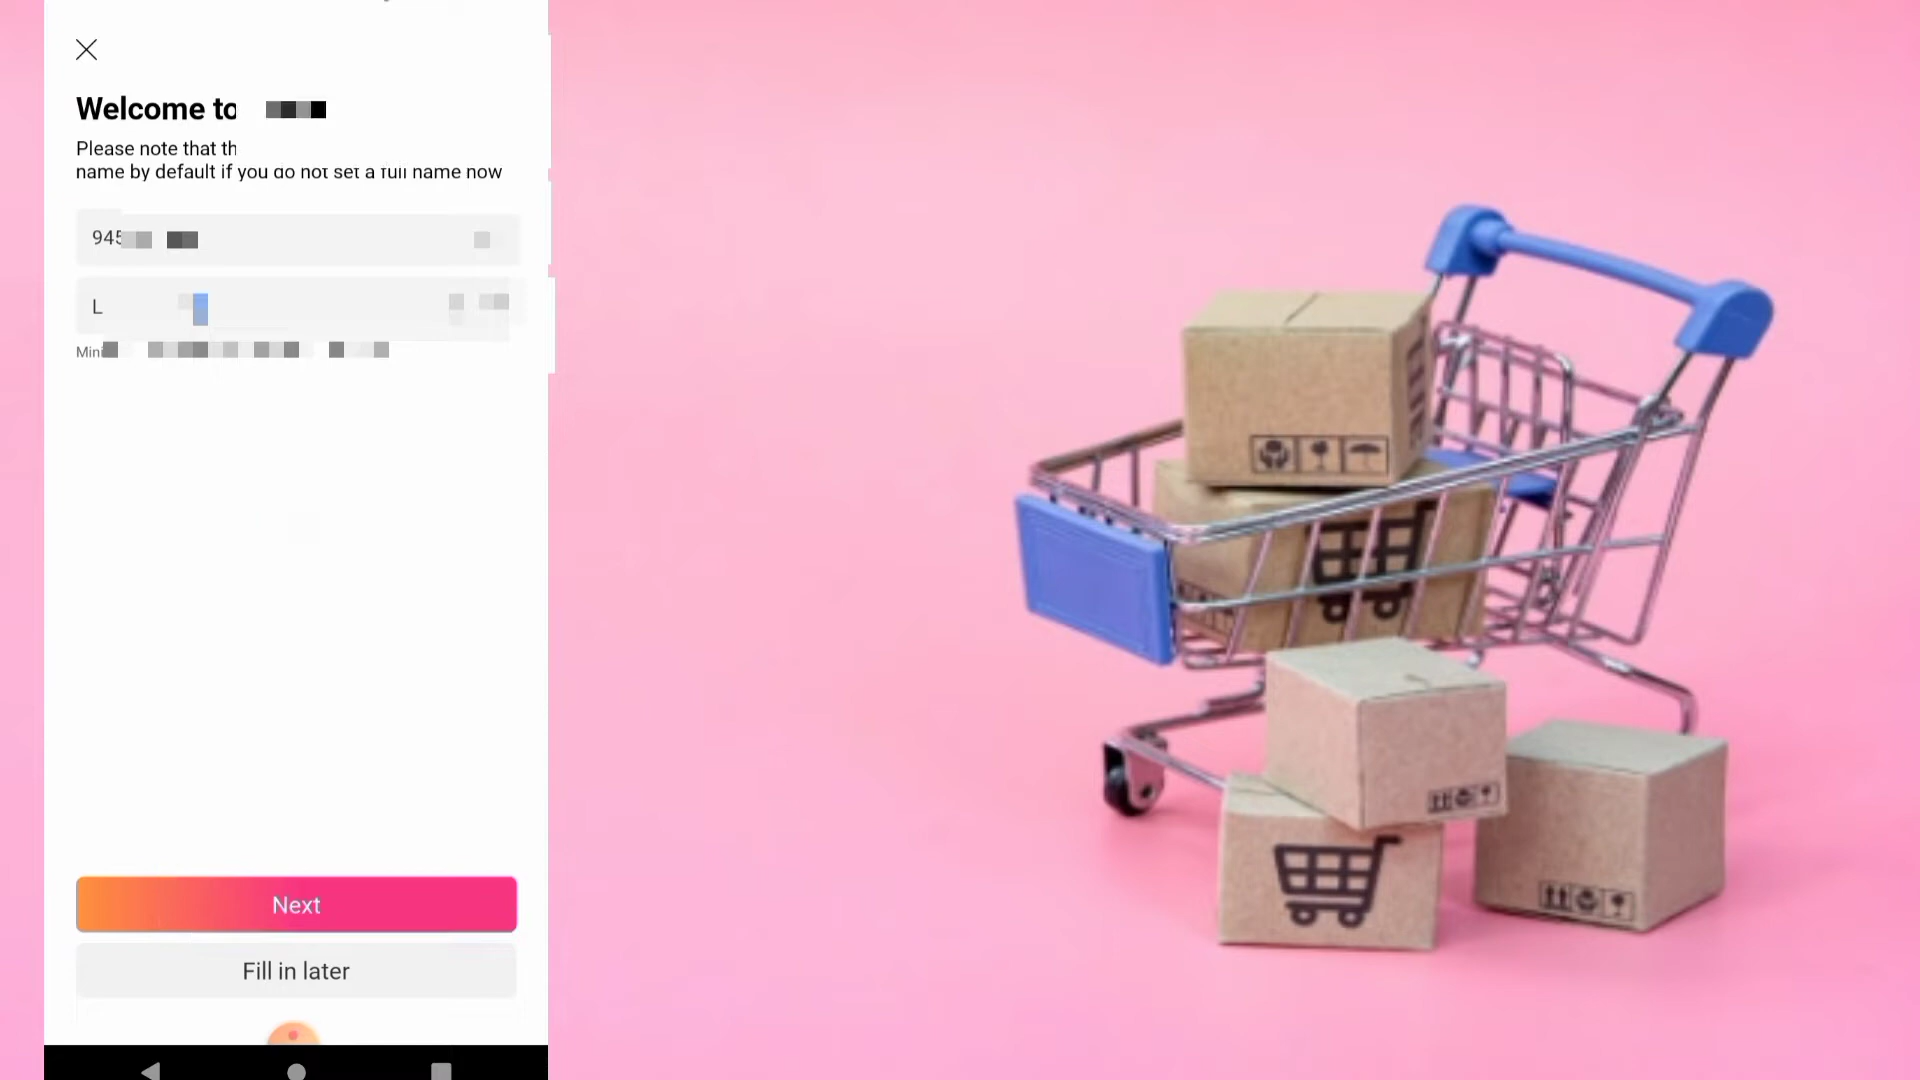 Welcome to
Please note that th
name by default if you do not set a full name now
945
L
Mini
Next
Fill in later